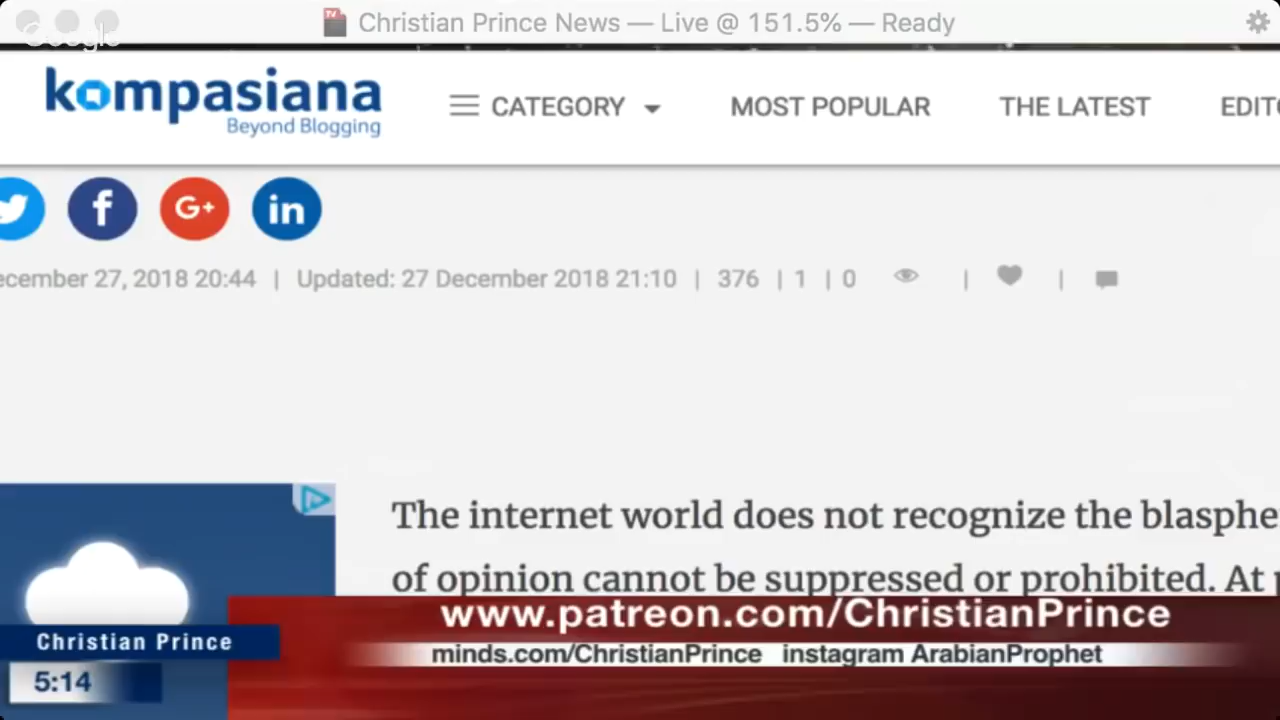 Christian Prince News — Live @ 151.5% — Ready
Google
kompasiana
Beyond Blogging
CATEGORY
MOST POPULAR
THE LATEST
G+
in
27, 2018 20:44 | Updated: 27 December 2018 21:10 | 376 | 1 | 0 | |
The internet world does not recognize the
of opinion cannot be suppressed or prohibited. At
www.patreon.com/ChristianPrince
Christian Prince
minds.com/ChristianPrince instagram ArabianProphet
5:14